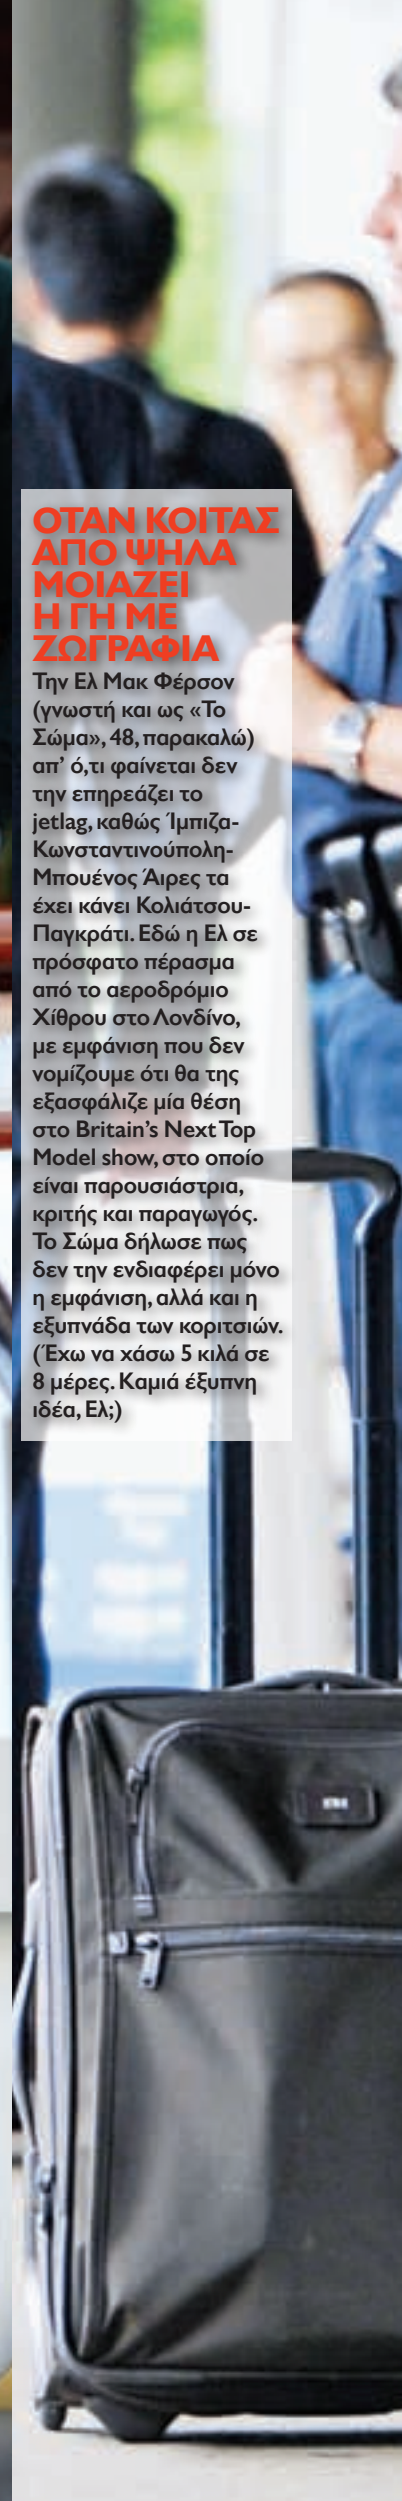 ΟΤΑΝ ΚΟΙΤΑΣ
ΑΠΟ ΨΗΛΑ
ΜΟΙΑΖΕΙ
Η ΓΗ ΜΕ
ΖΩΓΡΑΦΙΑ
Την Ελ Μακ Φέρσον
(γνωστή και ως «Το
Σώμα», 48, παρακαλώ)
απ’ ό,τι φαίνεται δεν
την επηρεάζει το
jetlag, καθώς Ίμπιζα-
Κωνσταντινούπολη-
Μπουένος Άιρες τα
έχει κάνει Κολιάτσου-
Παγκράτι. Εδώ η Ελ σε
πρόσφατο πέρασμα
από το αεροδρόμιο
Χίθρου στο Λονδίνο,
με εμφάνιση που δεν
νομίζουμε ότι θα της
εξασφάλιζε μία θέση
στο Britain’s Next Top
Model show, στο οποίο
είναι παρουσιάστρια,
κριτής και παραγωγός.
Το Σώμα δήλωσε πως
δεν την ενδιαφέρει μόνο
η εμφάνιση, αλλά και η
εξυπνάδα των κοριτσιών.
(Έχω να χάσω 5 κιλά σε
8 μέρες. Καμιά έξυπνη
ιδέα, Ελ;)